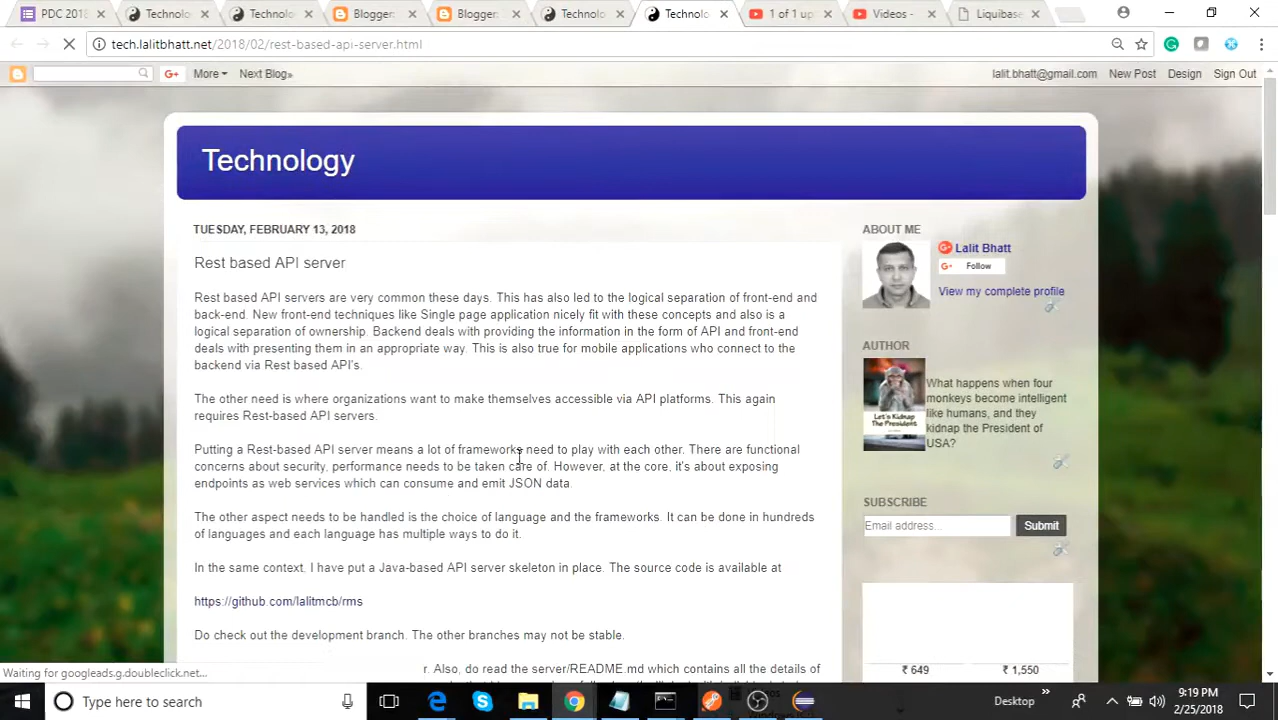 PDC 2018
Technolo
Technolo
Blogger:
Blogger:
Technolo
Technolo
1 of 1 up
Videos -
Liquibase
tech.lalitbhatt.net/2018/02/rest-based-api-server.html
G+ More Next Blog»
lalit.bhatt@gmail.com New Post Design Sign Out
Technology
TUESDAY, FEBRUARY 13, 2018
Rest based API server
Rest based API servers are very common these days. This has also led to the logical separation of front-end and
back-end. New front-end techniques like Single page application nicely fit with these concepts and also is a
logical separation of ownership. Backend deals with providing the information in the form of API and front-end
deals with presenting them in an appropriate way. This is also true for mobile applications who connect to the
backend via Rest based API's.
The other need is where organizations want to make themselves accessible via API platforms. This again
requires Rest-based API servers.
Putting a Rest-based API server means a lot of frameworks need to play with each other. There are functional
concerns about security, performance needs to be taken care of. However, at the core, it's about exposing
endpoints as web services which can consume and emit JSON data.
The other aspect needs to be handled is the choice of language and the frameworks. It can be done in hundreds
of languages and each language has multiple ways to do it.
In the same context. I have put a Java-based API server skeleton in place. The source code is available at
https://github.com/lalitmcb/rms
Do check out the development branch. The other branches may not be stable.
r. Also, do read the server/README.md which contains all the details of
ABOUT ME
Lalit Bhatt
G+ Follow
View my complete profile
AUTHOR
Let's Kidnap
The President
What happens when four
monkeys become intelligent
like humans, and they
kidnap the President of
USA?
SUBSCRIBE
Email address...
Submit
₹ 649
₹ 1,550
Waiting for googleads.g.doubleclick.net...
Type here to search
Desktop
9:19 PM
2/25/2018